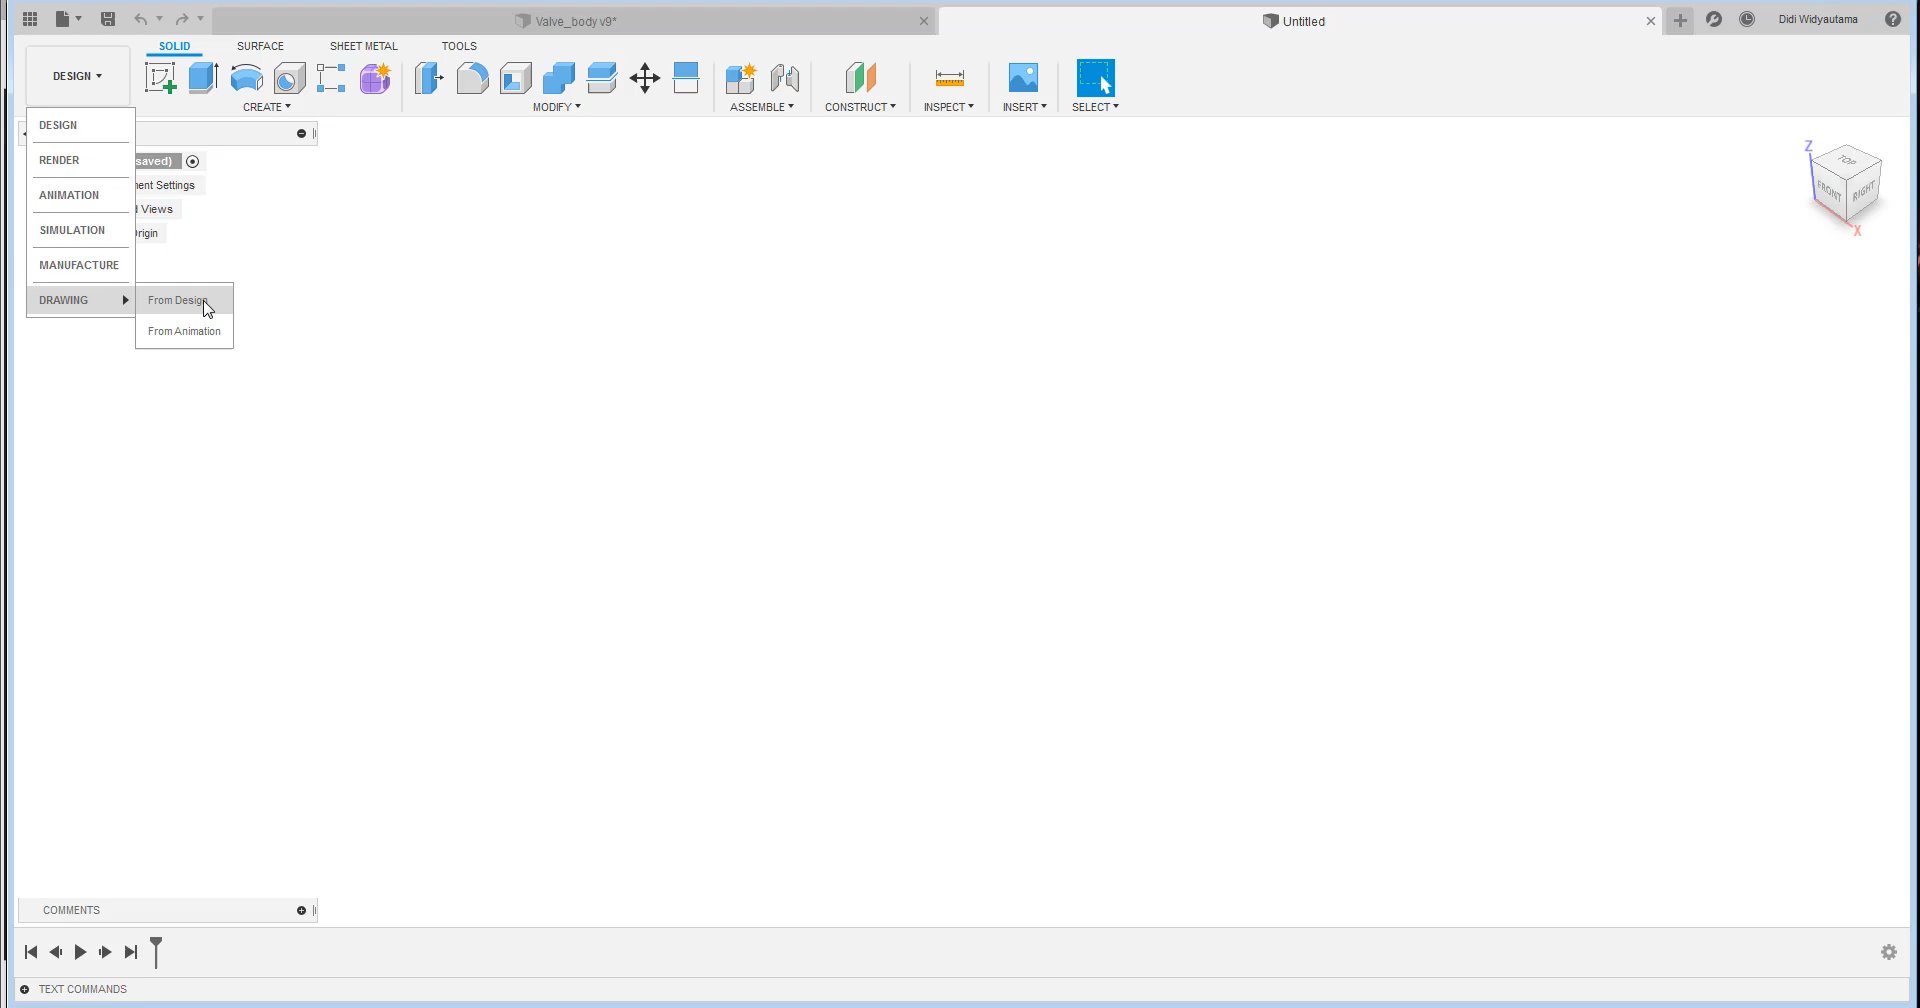 Valve_body v9*
Untitled
Didi Widyautama
SOLID
SURFACE
SHEET METAL
TOOLS
DESIGN
CREATE
MODIFY
ASSEMBLE
CONSTRUCT
INSPECT
INSERT
SELECT
DESIGN
RENDER
saved)
ANIMATION
ent Settings
Views
SIMULATION
rigin
MANUFACTURE
DRAWING
From Design
From Animation
Z
TOP
FRONT
RIGHT
X
COMMENTS
TEXT COMMANDS